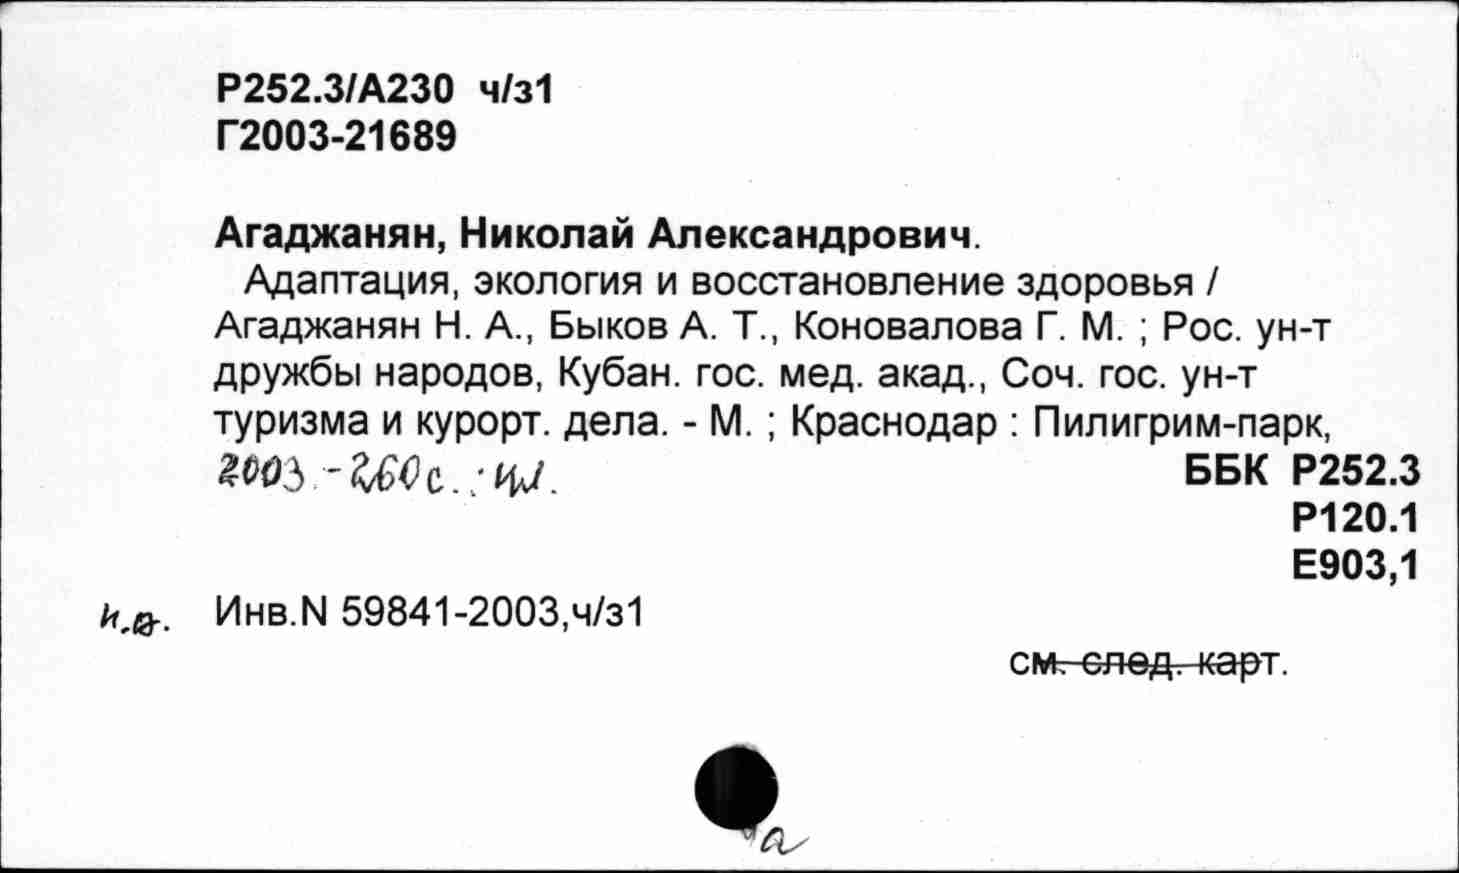 Р252.3/А230 ч/з1
Г2003-21689
Агаджанян, Николай Александрович.
Адаптация, экология и восстановление здоровья /
Агаджанян Н. А., Быков А. Т., Коновалова Г. М. ; Рос. ун-т
дружбы народов, Кубан. гос. мед. акад., Соч. гос. ун-т
туризма и курорт. дела. - М. ; Краснодар : Пилигрим-парк,
2003.-260 с. : ил.
ББК Р252.3
Р120.1
Е903,1
Инв.N 59841-2003,ч/з1
см. след. карт.
а